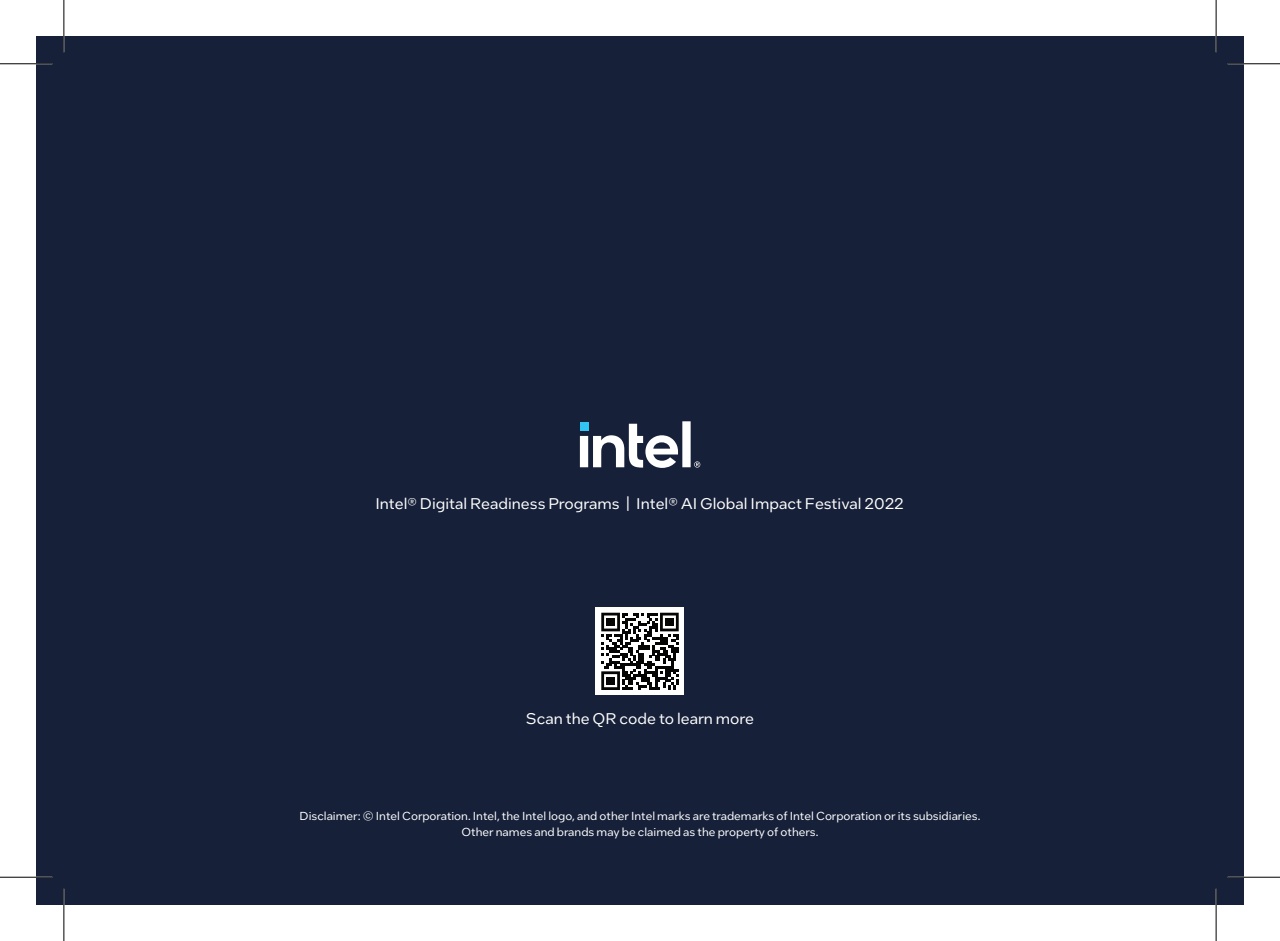 intel®
Intel® Digital Readiness Programs | Intel® AI Global Impact Festival 2022
Scan the QR code to learn more
Disclaimer: © Intel Corporation. Intel, the Intel logo, and other Intel marks are trademarks of Intel Corporation or its subsidiaries.
Other names and brands may be claimed as the property of others.